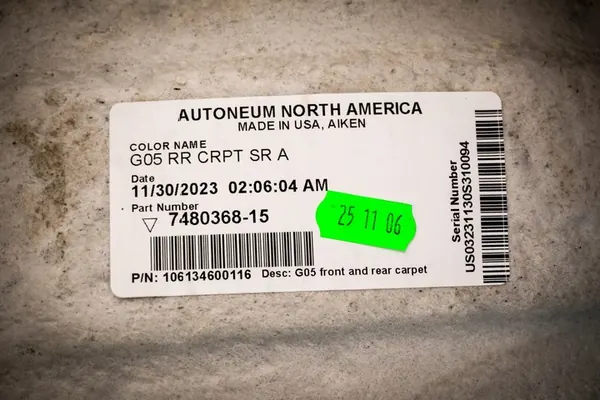 AUTONEUM NORTH AMERICA
MADE IN USA, AIKEN
COLOR NAME
G05 RR CRPT SR A
Date
11/30/2023 02:06:04 AM
Part Number
7480368-15
25 11 06
P/N: 106134600116 Desc: G05 front and rear carpet
Serial Number
US03231130S310094